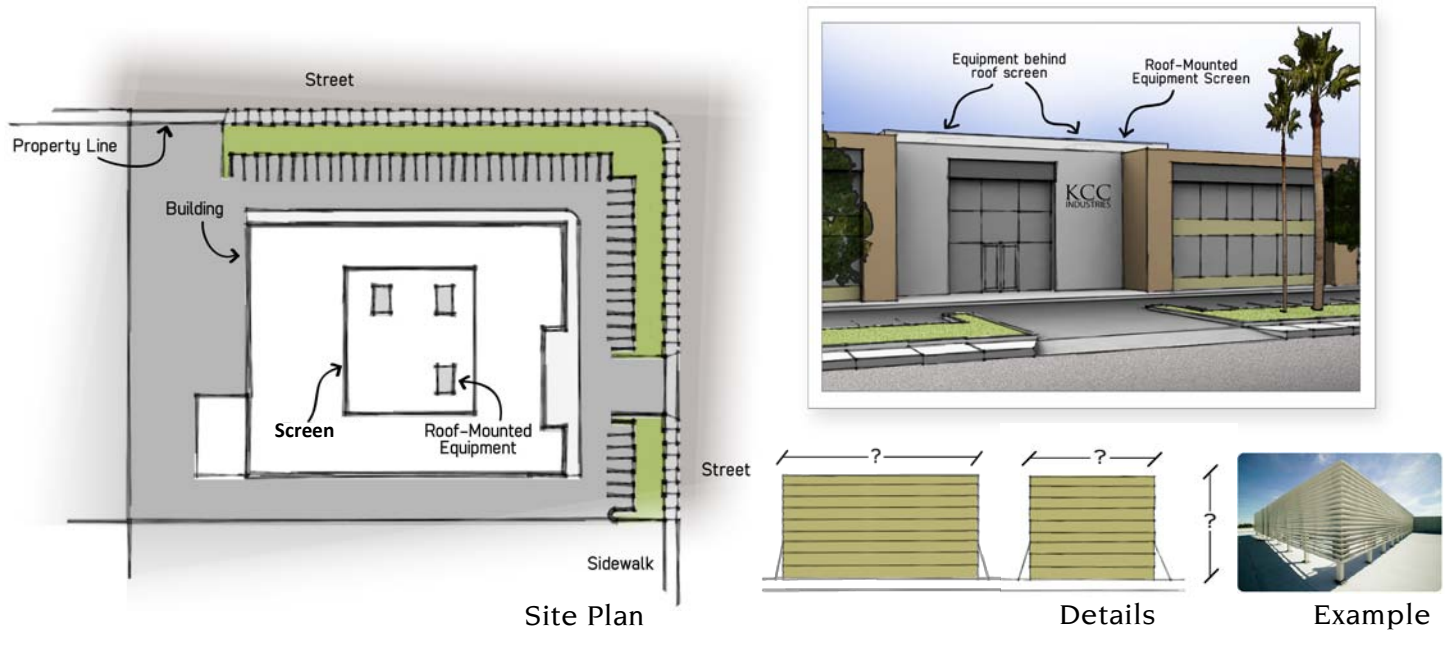 Street
Property Line
Building
Screen
Roof-Mounted
Equipment
Street
Sidewalk
Site Plan
Equipment behind
roof screen
Roof-Mounted
Equipment Screen
KCC
INDUSTRIES
?
?
?
Details
Example